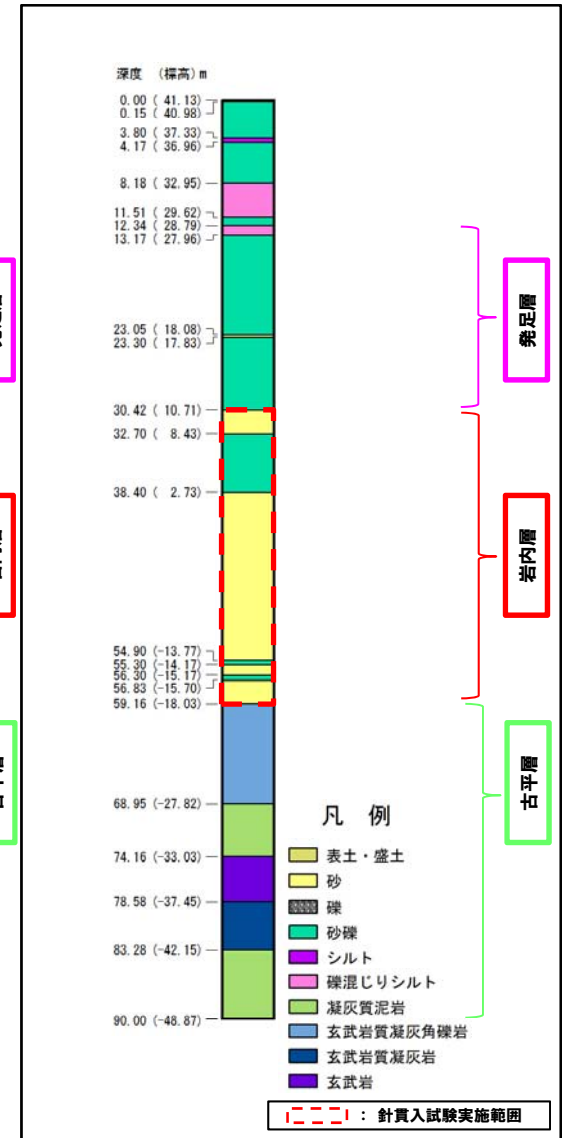 深度 (標高) m
0.00 ( 41.13)
0.15 ( 40.98)
3.80 ( 37.33)
4.17 ( 36.96)
8.18 ( 32.95)
11.51 ( 29.62)
12.34 ( 28.79)
13.17 ( 27.96)
23.05 ( 18.08)
23.30 ( 17.83)
30.42 ( 10.71)
32.70 ( 8.43)
38.40 ( 2.73)
54.90 (-13.77)
55.30 (-14.17)
56.30 (-15.17)
56.83 (-15.70)
59.16 (-18.03)
68.95 (-27.82)
74.16 (-33.03)
78.58 (-37.45)
83.28 (-42.15)
90.00 (-48.87)
発足層
岩内層
古平層
凡 例
表土・盛土
砂
礫
砂礫
シルト
礫混じりシルト
凝灰質泥岩
玄武岩質凝灰角礫岩
玄武岩質凝灰岩
玄武岩
: 針貫入試験実施範囲